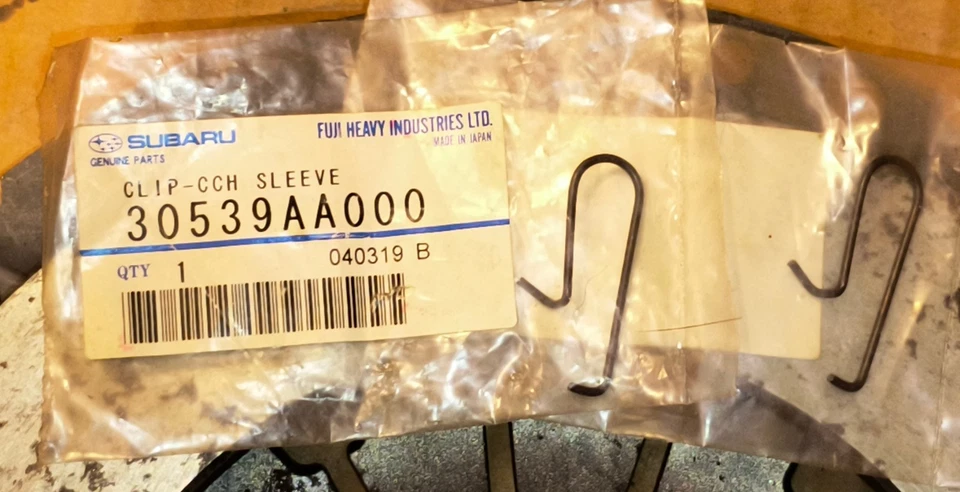 SUBARU
GENUINE PARTS
FUJI HEAVY INDUSTRIES LTD.
MADE IN JAPAN
CLIP-CCH SLEEVE
30539AA000
040319 B
QTY 1